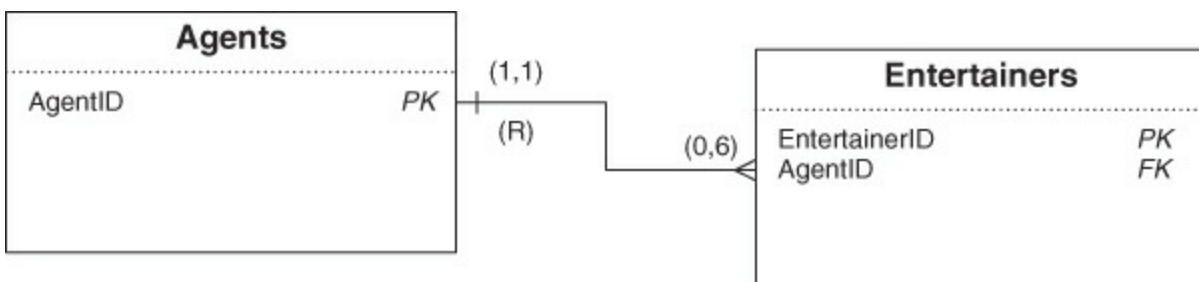 Agents
AgentID PK
(1,1)
(R)
(0,6)
Entertainers
EntertainerID PK
AgentID FK